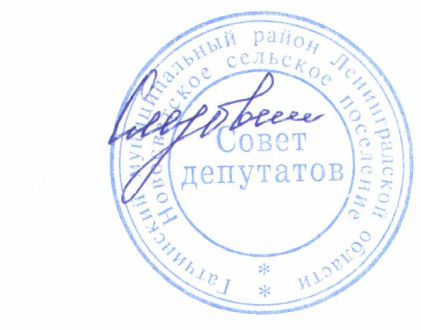 Гатчинский муниципальный район Ленинградской области
Новосветское сельское поселение
Совет
депутатов